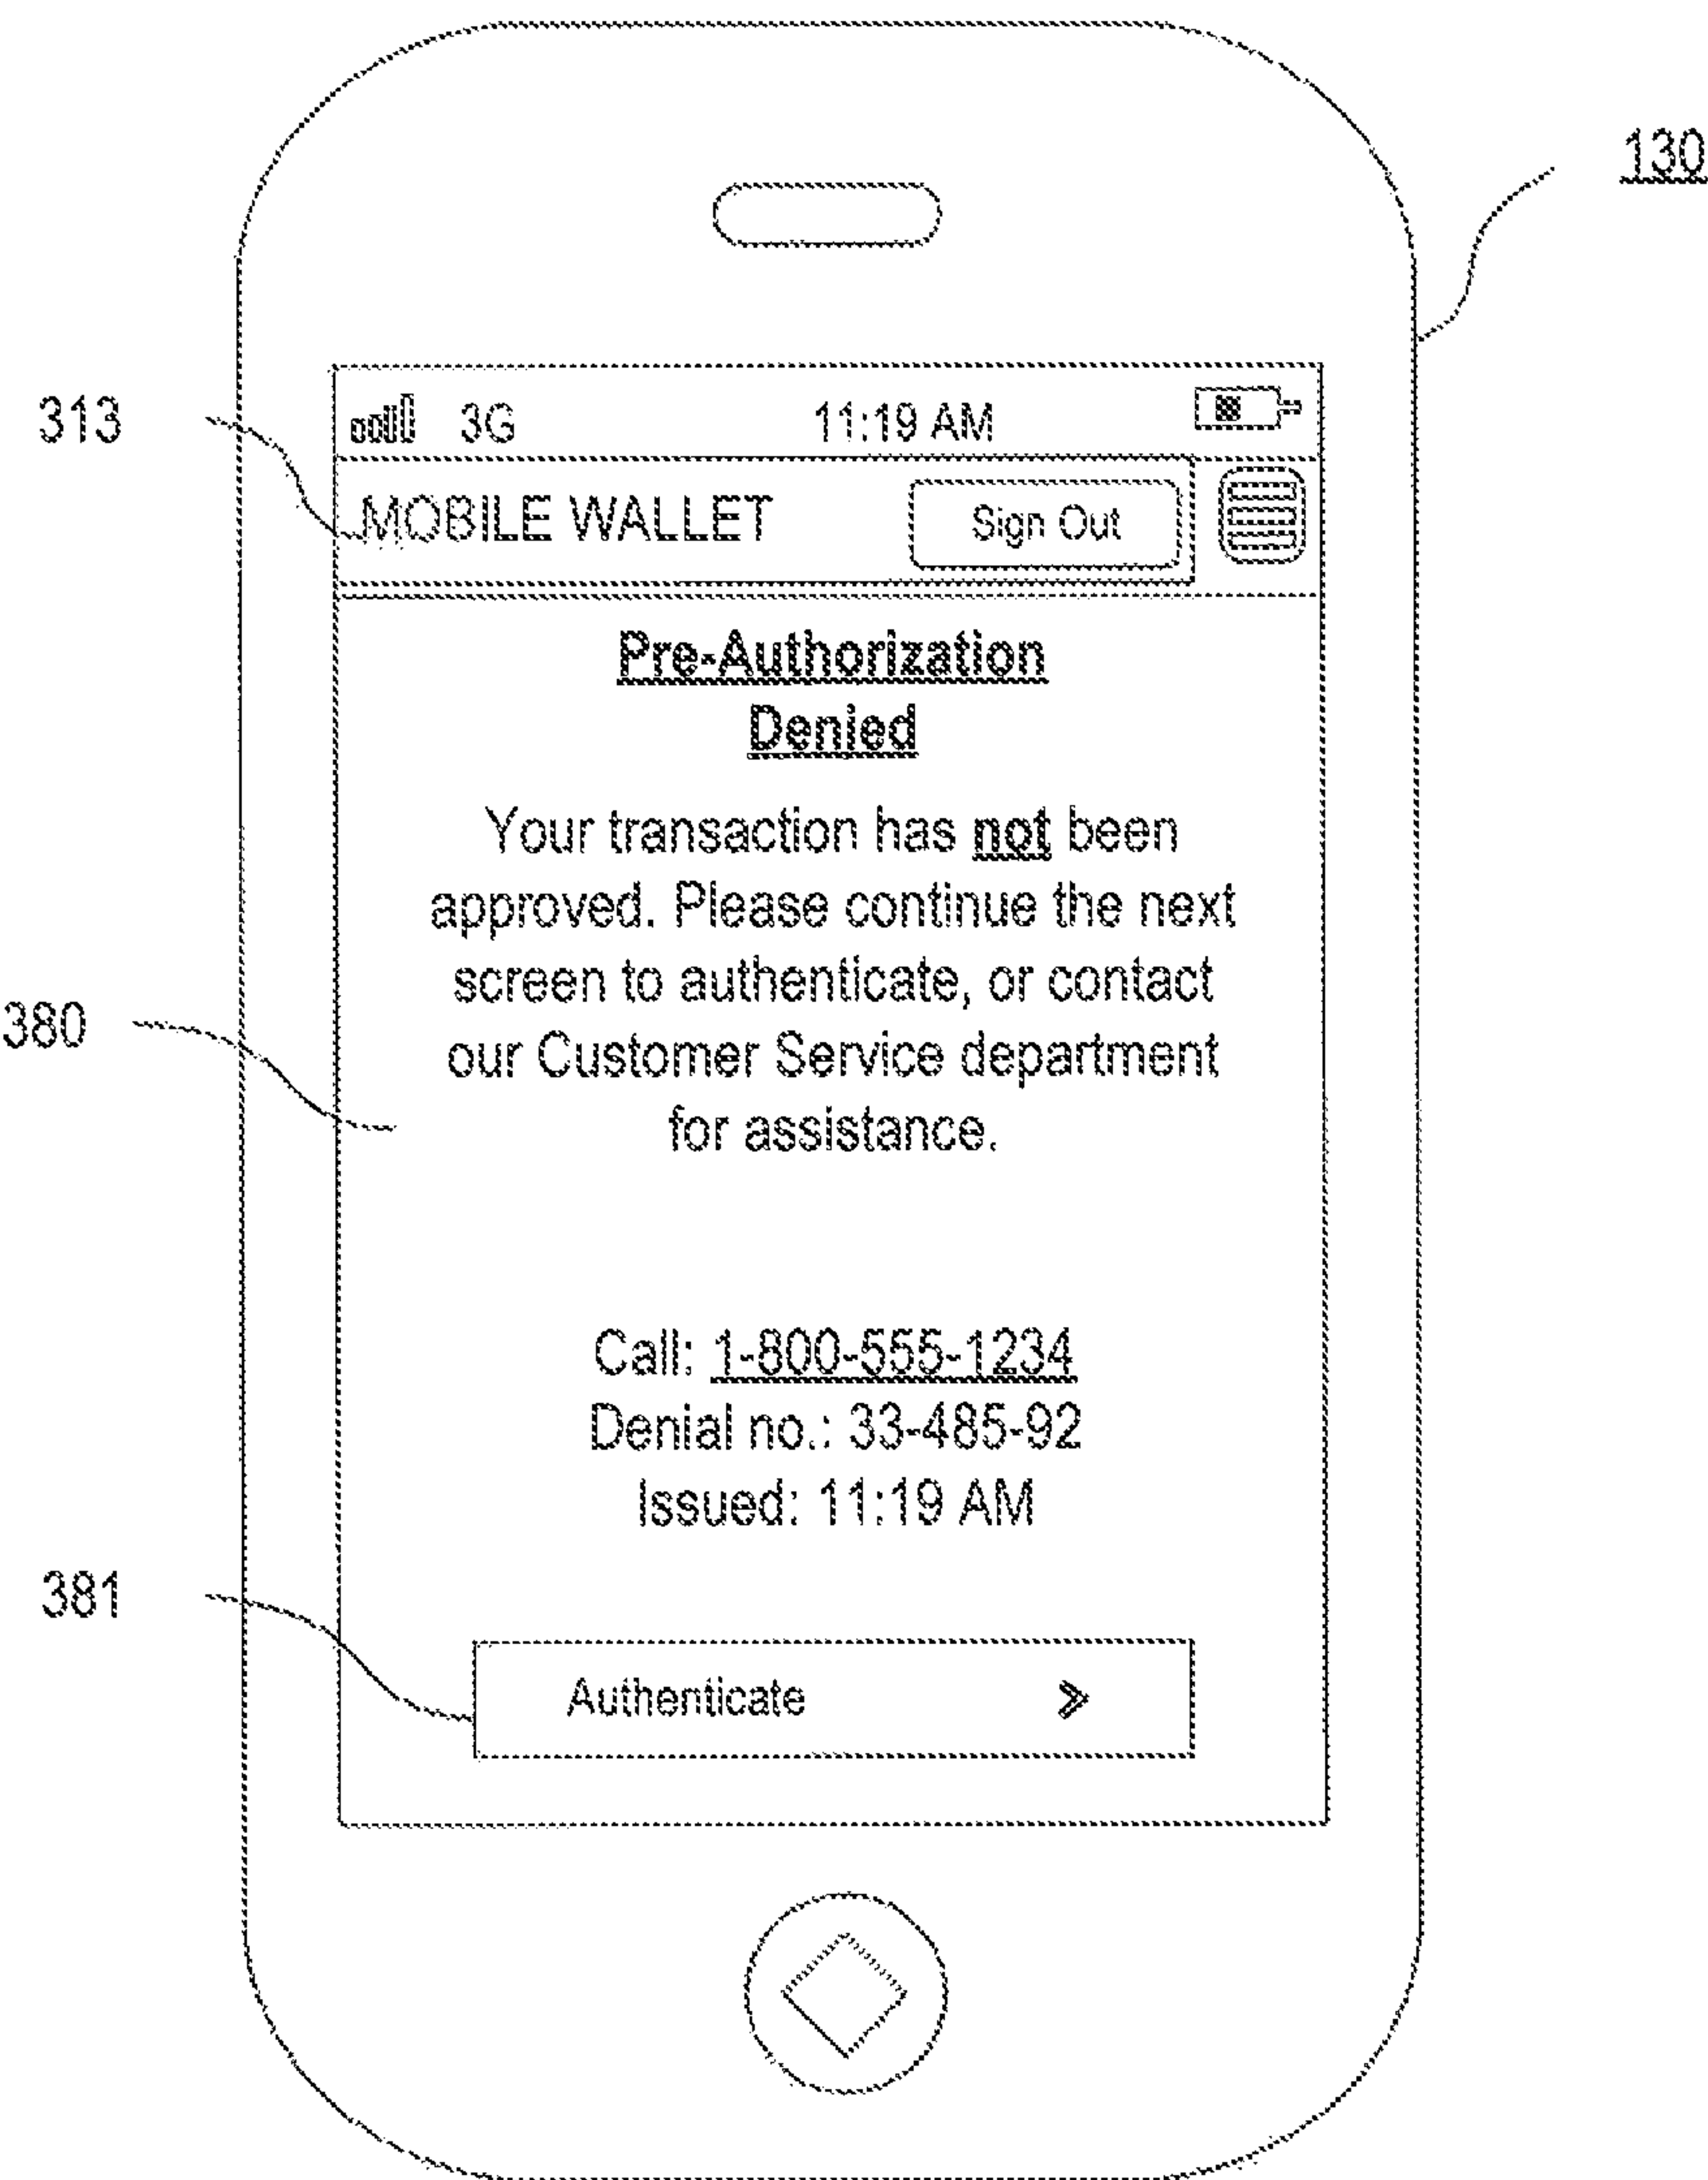 130
313
3G 11:19 AM
MOBILE WALLET Sign Out
Pre-Authorization
Denied
Your transaction has not been
approved. Please continue the next
screen to authenticate, or contact
380
our Customer Service department
for assistance.
Call: 1-800-555-1234
Denial no.: 33-485-92
Issued: 11:19 AM
381
Authenticate